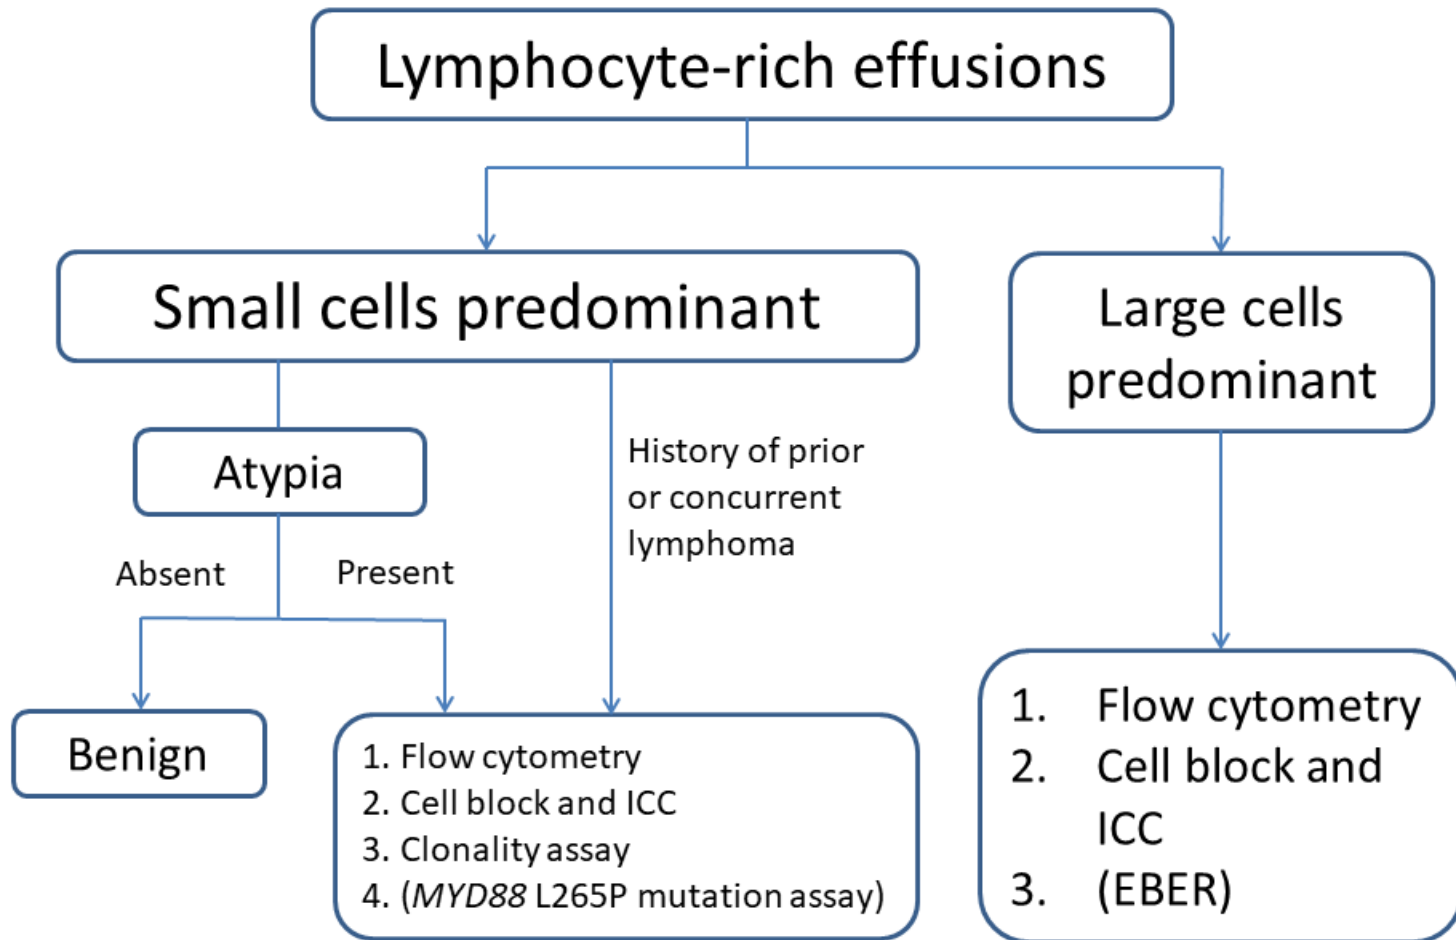 Lymphocyte-rich effusions
Small cells predominant
Large cells
predominant
Atypia
History of prior
or concurrent
lymphoma
Absent
Present
Benign
1. Flow cytometry
2. Cell block and ICC
3. Clonality assay
4. (MYD88 L265P mutation assay)
1. Flow cytometry
2. Cell block and
ICC
3. (EBER)